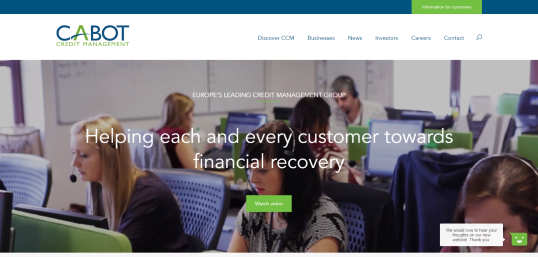 Information for customers
CABOT
CREDIT MANAGEMENT
Discover CCM Businesses News Investors Careers Contact
EUROPE'S LEADING CREDIT MANAGEMENT GROUP
Helping each and every customer towards
financial recovery
Watch video
We would love to hear your
thoughts on our new
website. Thank you.